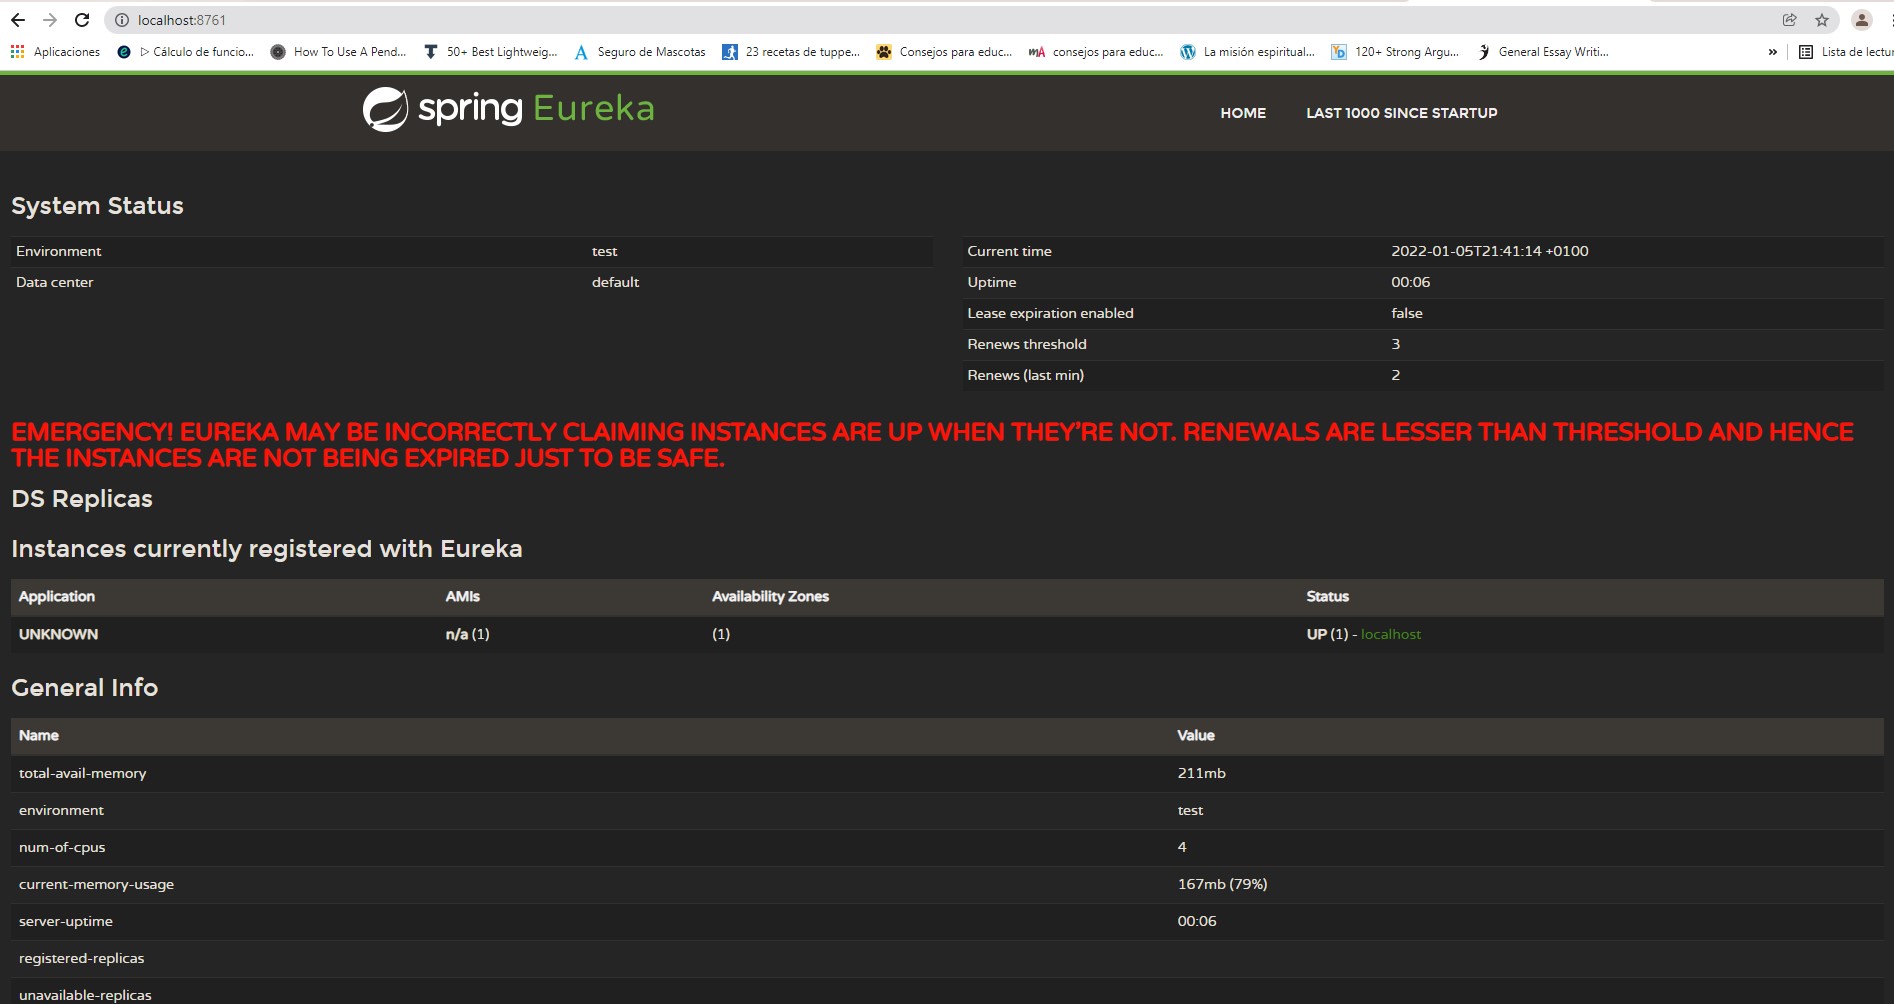 localhost:8761
Aplicaciones ▷ Cálculo de funcio... How To Use A Pend... 50+ Best Lightweig... Seguro de Mascotas 23 recetas de tuppe... Consejos para educ... mA consejos para educ... La misión espiritual... YD 120+ Strong Argu... General Essay Writi... » Lista de lectur
spring Eureka HOME LAST 1000 SINCE STARTUP
System Status
Environment test
Data center default
Current time 2022-01-05T21:41:14 +0100
Uptime 00:06
Lease expiration enabled false
Renews threshold 3
Renews (last min) 2
EMERGENCY! EUREKA MAY BE INCORRECTLY CLAIMING INSTANCES ARE UP WHEN THEY'RE NOT. RENEWALS ARE LESSER THAN THRESHOLD AND HENCE
THE INSTANCES ARE NOT BEING EXPIRED JUST TO BE SAFE.
DS Replicas
Instances currently registered with Eureka
Application AMIs Availability Zones Status
UNKNOWN n/a (1) (1) UP (1) - localhost
General Info
Name Value
total-avail-memory 211mb
environment test
num-of-cpus 4
current-memory-usage 167mb (79%)
server-uptime 00:06
registered-replicas
unavailable-replicas